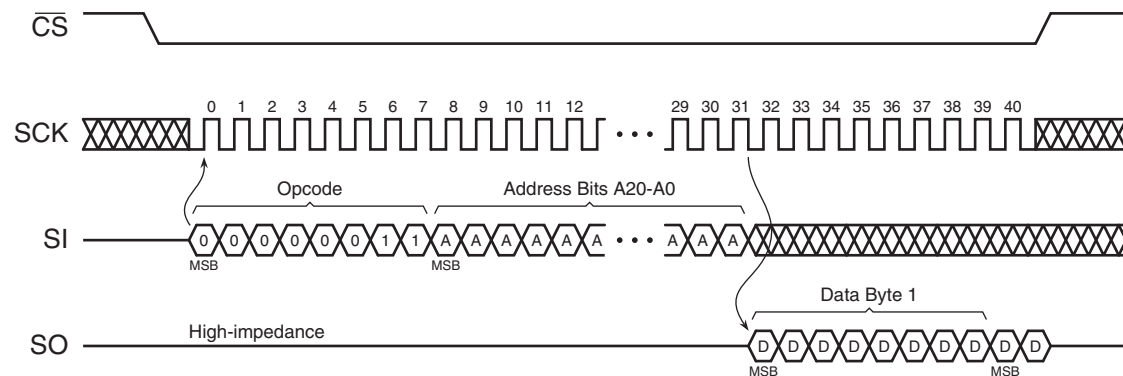 CS
SCK 0 1 2 3 4 5 6 7 8 9 10 11 12 29 30 31 32 33 34 35 36 37 38 39 40
Opcode Address Bits A20-A0
SI 0 0 0 0 0 0 1 1 A A A A A A A A A
MSB MSB
Data Byte 1
High-impedance
SO D D D D D D D D D D
MSB MSB